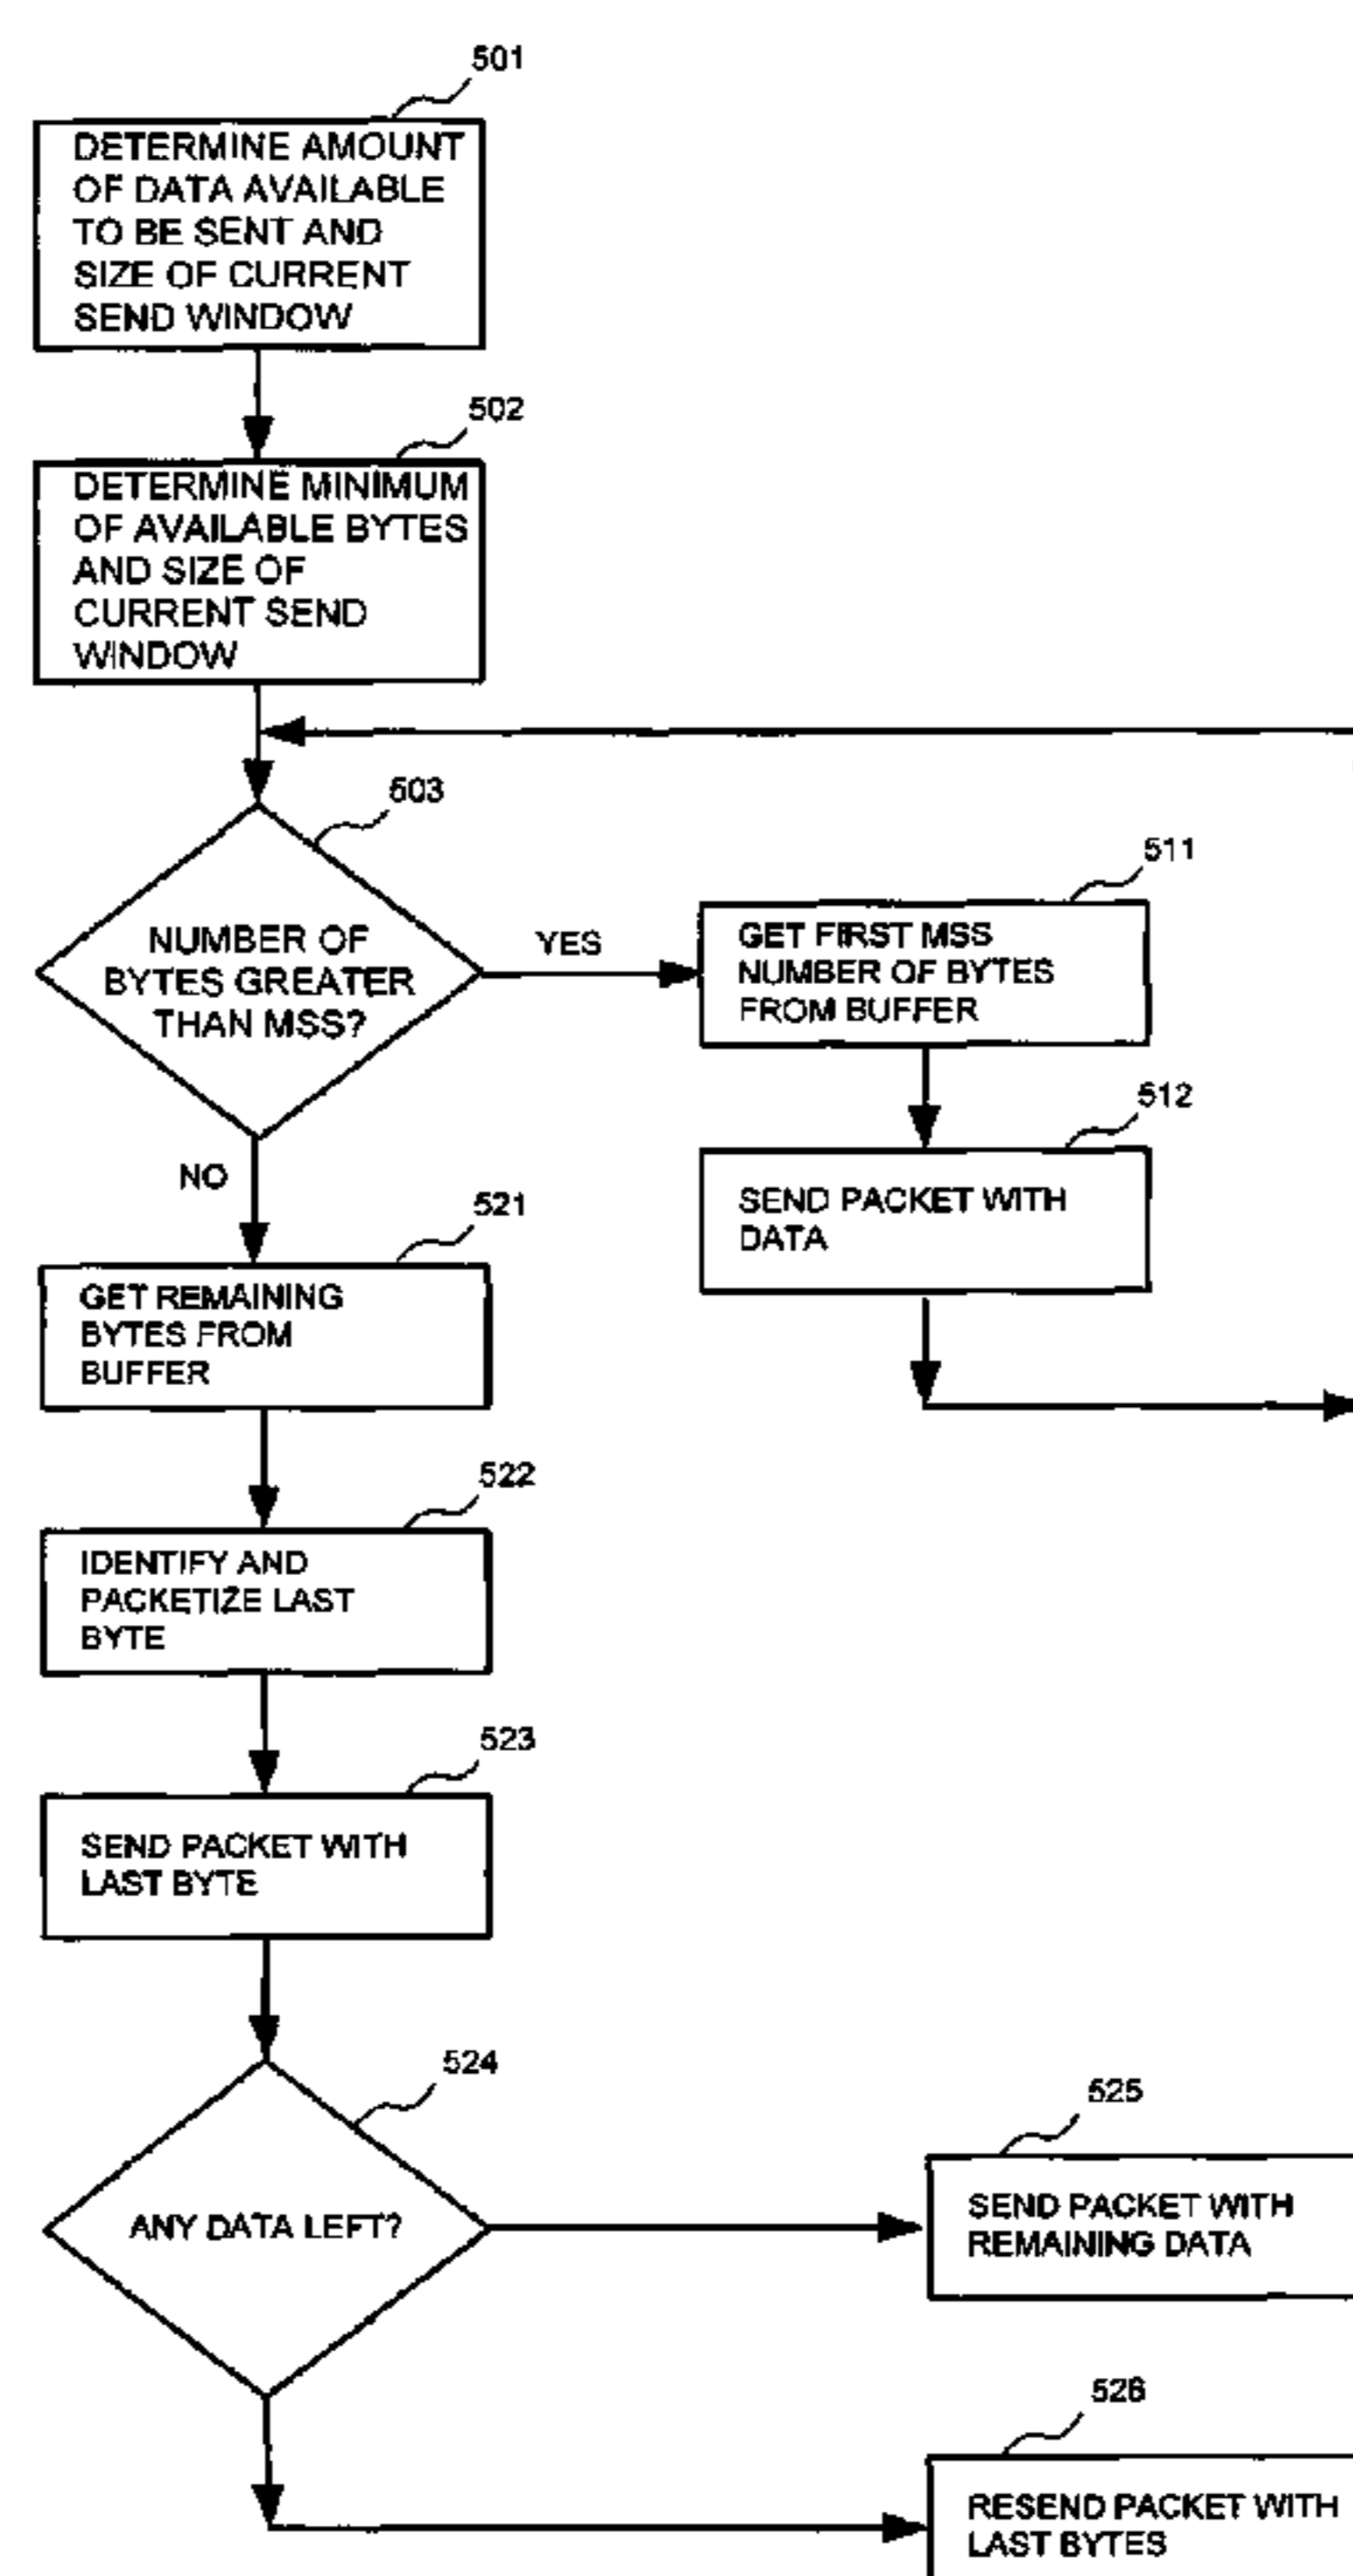 501
DETERMINE AMOUNT
OF DATA AVAILABLE
TO BE SENT AND
SIZE OF CURRENT
SEND WINDOW
502
DETERMINE MINIMUM
OF AVAILABLE BYTES
AND SIZE OF
CURRENT SEND
WINDOW
503
NUMBER OF
BYTES GREATER
THAN MSS?
YES
511
GET FIRST MSS
NUMBER OF BYTES
FROM BUFFER
512
SEND PACKET WITH
DATA
NO
521
GET REMAINING
BYTES FROM
BUFFER
522
IDENTIFY AND
PACKETIZE LAST
BYTE
523
SEND PACKET WITH
LAST BYTE
524
ANY DATA LEFT?
525
SEND PACKET WITH
REMAINING DATA
526
RESEND PACKET WITH
LAST BYTES